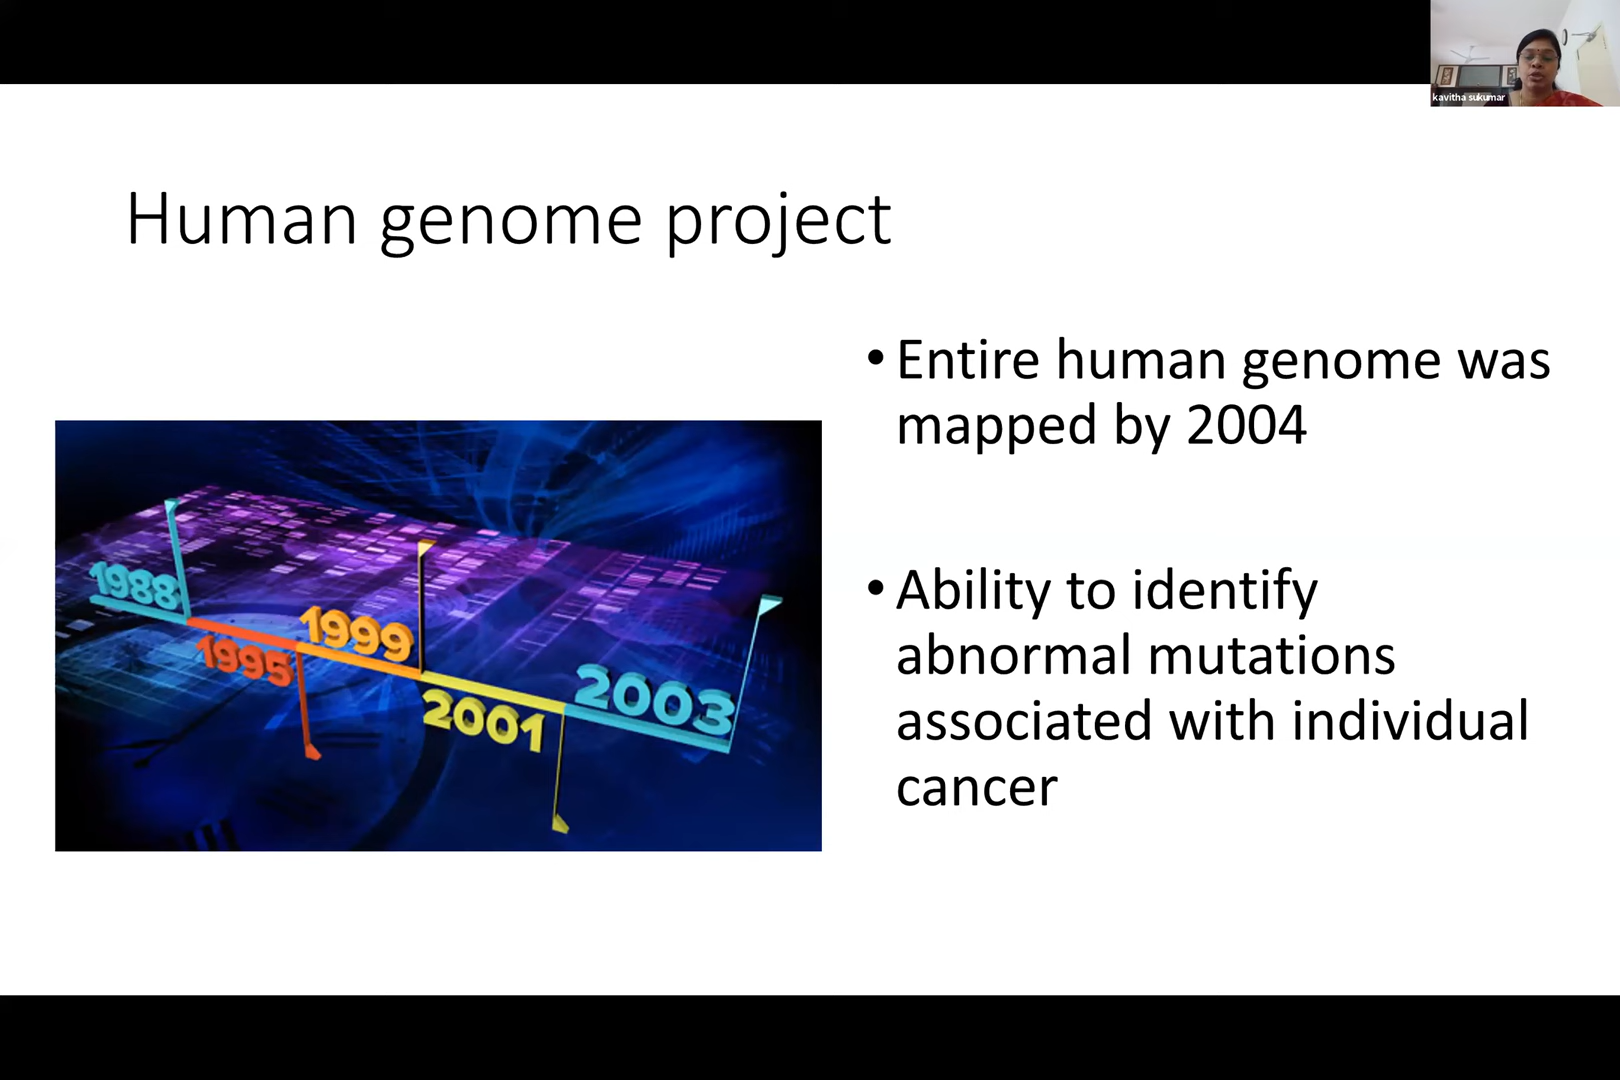 kavitha sukumar
Human genome project
• Entire human genome was
mapped by 2004
• Ability to identify
abnormal mutations
associated with individual
cancer
1988
1995
1999
2001
2003